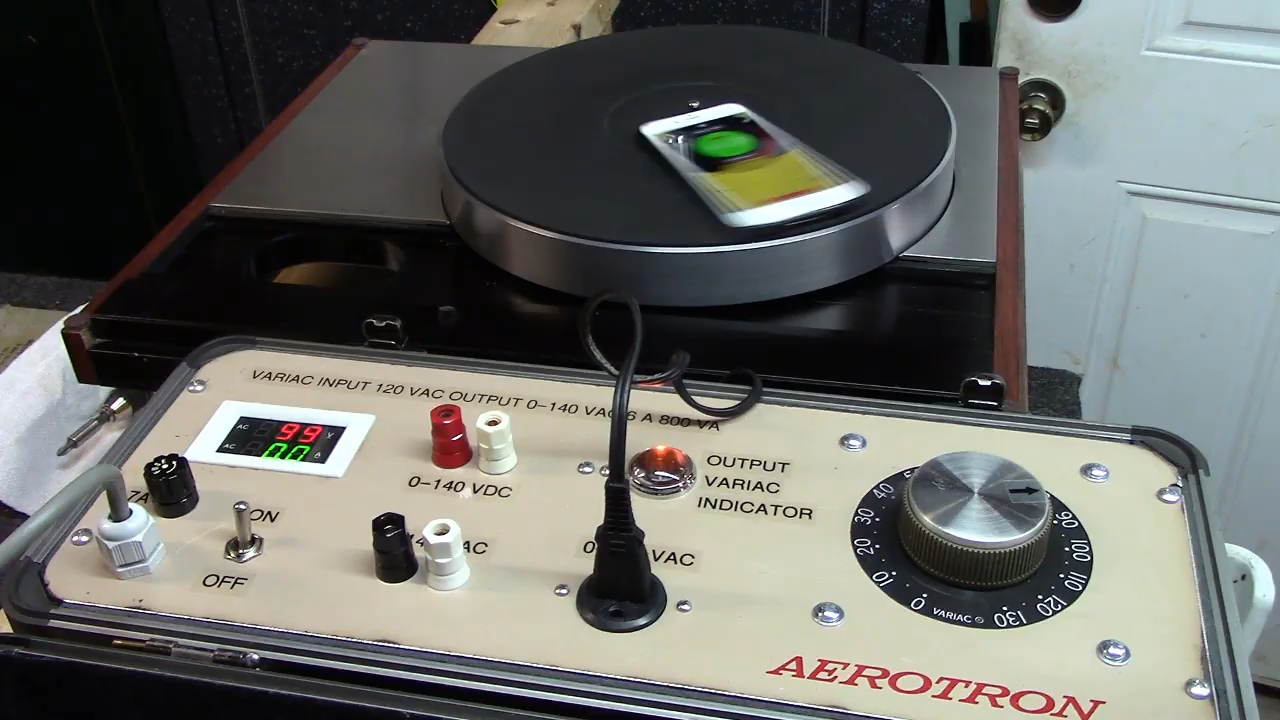 VARIAC INPUT 120 VAC OUTPUT 0-140 VAC 6 A 800 VA
AC 99 V
AC 00 A
0-140 VDC
OUTPUT
VARIAC
INDICATOR
7A
ON
OFF
VAC
40
30
20
10
0
VARIAC
130
120
110
100
90
AEROTRON